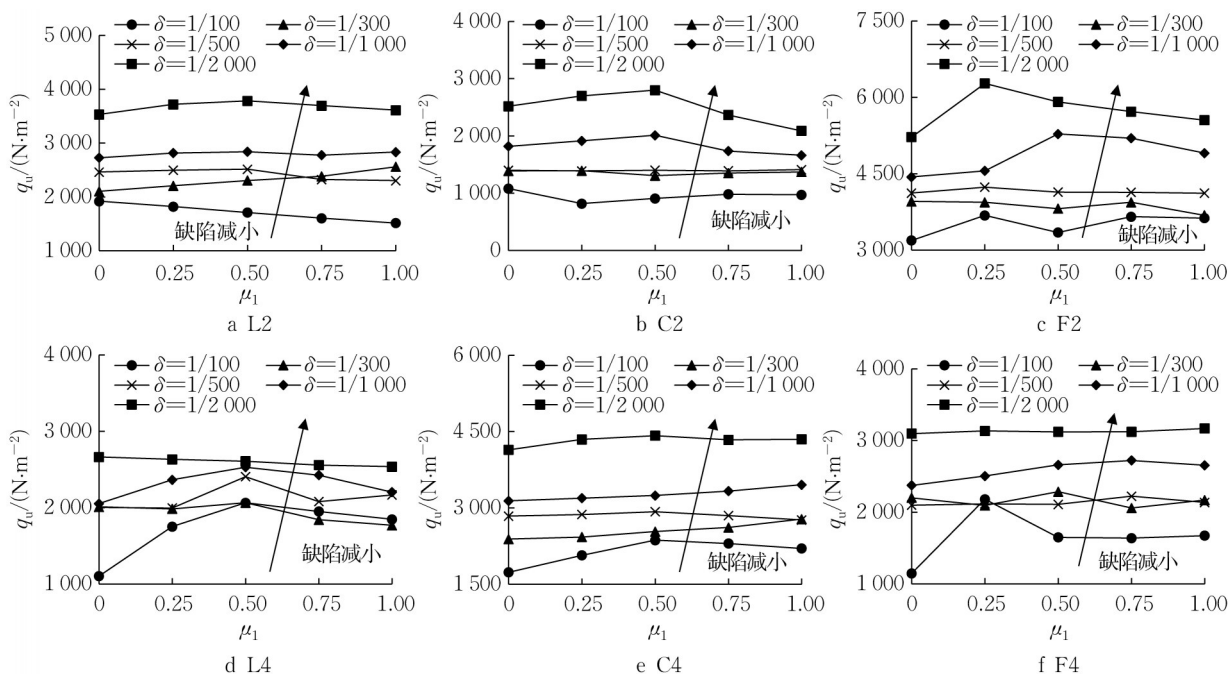 5 000
4 000
3 000
2 000
1 000
q_u/(N·m⁻²)
δ=1/100
δ=1/300
δ=1/500
δ=1/1 000
δ=1/2 000
缺陷减小
0
0.25
0.50
0.75
1.00
μ₁
a L2
4 000
3 000
2 000
1 000
0
q_u/(N·m⁻²)
δ=1/100
δ=1/300
δ=1/500
δ=1/1 000
δ=1/2 000
缺陷减小
0
0.25
0.50
0.75
1.00
μ₁
b C2
7 500
6 000
4 500
3 000
q_u/(N·m⁻²)
δ=1/100
δ=1/300
δ=1/500
δ=1/1 000
δ=1/2 000
缺陷减小
0
0.25
0.50
0.75
1.00
μ₁
c F2
4 000
3 000
2 000
1 000
q_u/(N·m⁻²)
δ=1/100
δ=1/300
δ=1/500
δ=1/1 000
δ=1/2 000
缺陷减小
0
0.25
0.50
0.75
1.00
μ₁
d L4
6 000
4 500
3 000
1 500
q_u/(N·m⁻²)
δ=1/100
δ=1/300
δ=1/500
δ=1/1 000
δ=1/2 000
缺陷减小
0
0.25
0.50
0.75
1.00
μ₁
e C4
4 000
3 000
2 000
1 000
q_u/(N·m⁻²)
δ=1/100
δ=1/300
δ=1/500
δ=1/1 000
δ=1/2 000
缺陷减小
0
0.25
0.50
0.75
1.00
μ₁
f F4